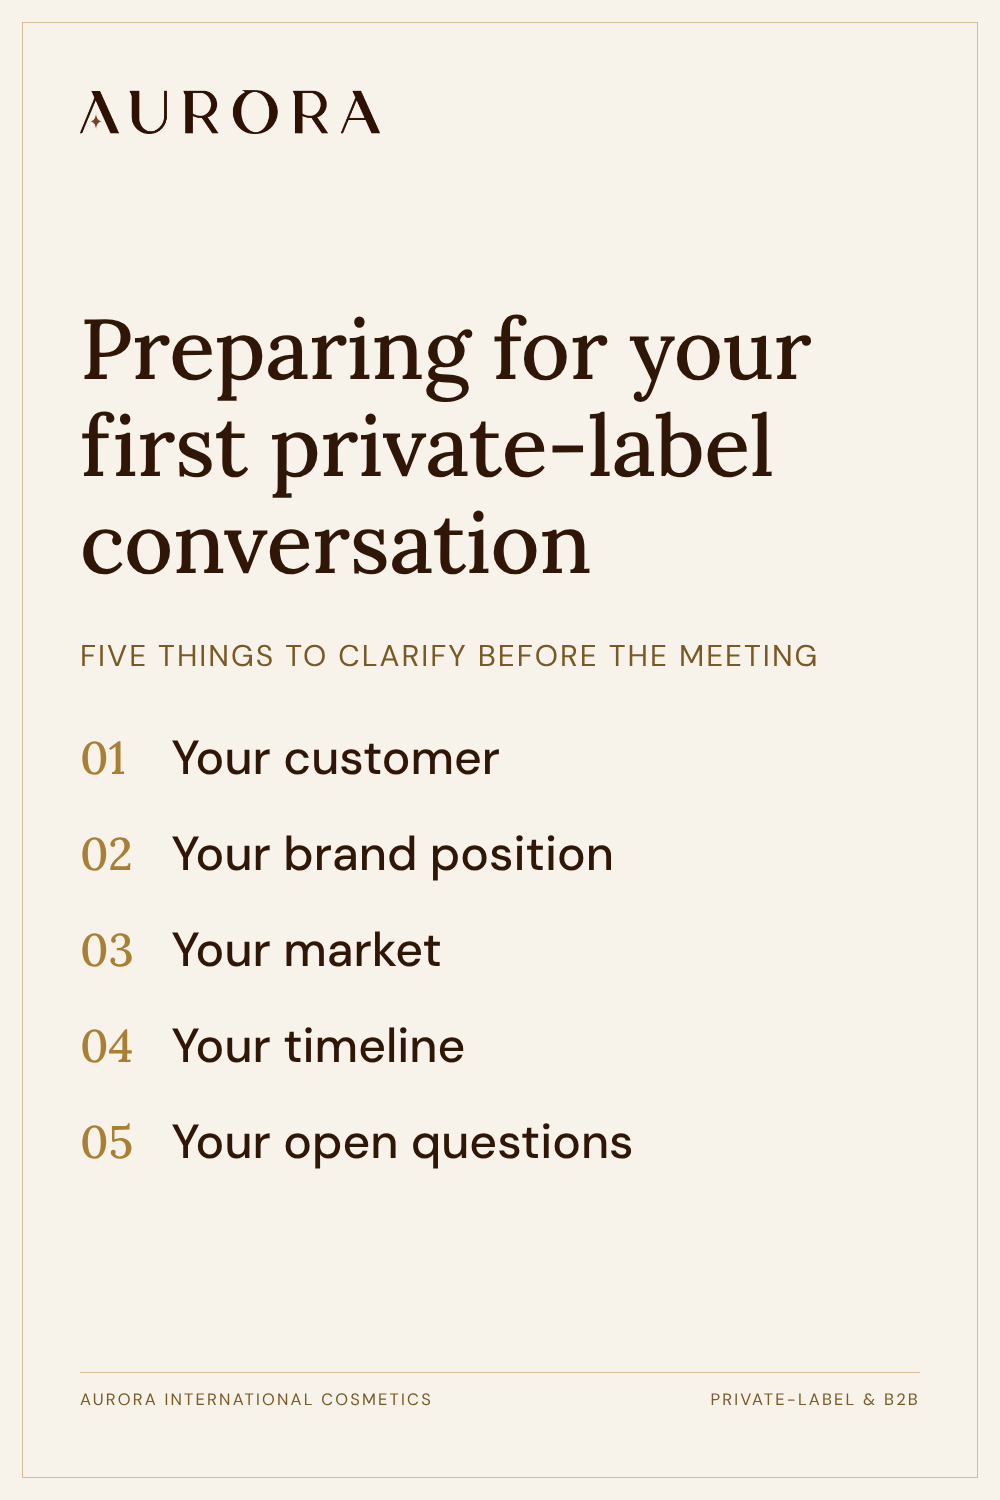 AURORA
Preparing for your
first private-label
conversation
FIVE THINGS TO CLARIFY BEFORE THE MEETING
01 Your customer
02 Your brand position
03 Your market
04 Your timeline
05 Your open questions
AURORA INTERNATIONAL COSMETICS PRIVATE-LABEL & B2B